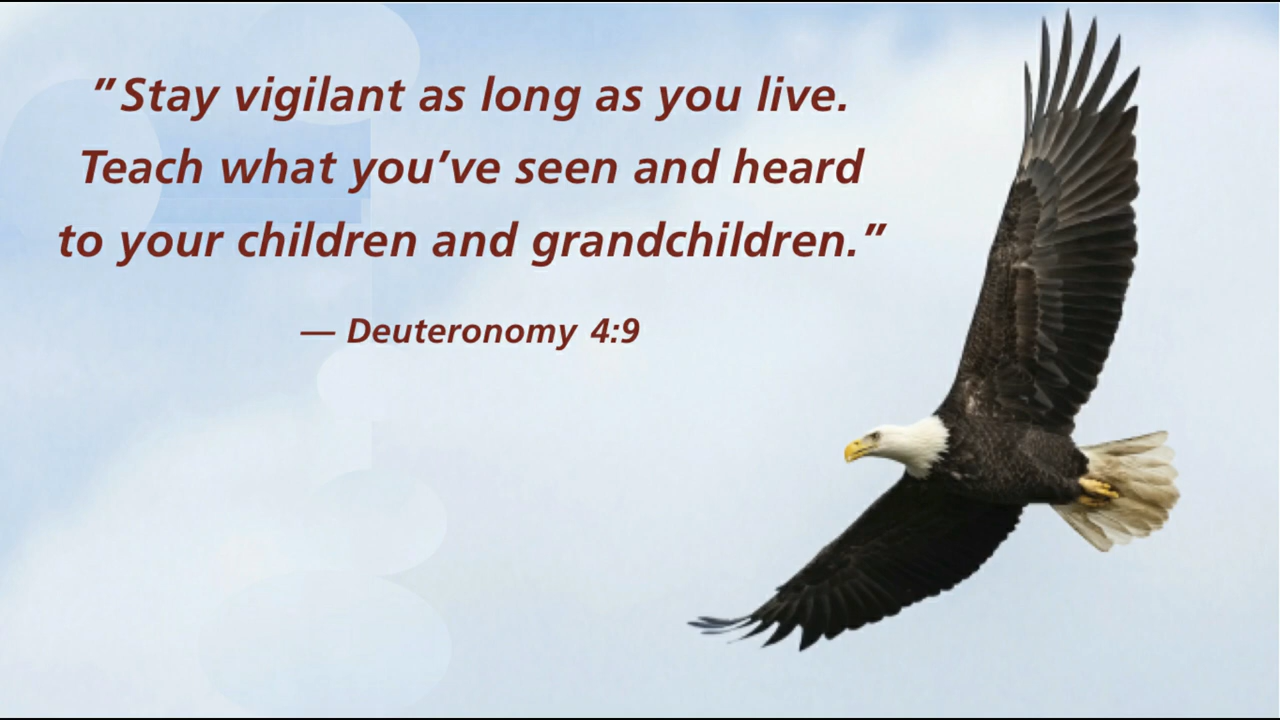 "Stay vigilant as long as you live.
Teach what you've seen and heard
to your children and grandchildren."
— Deuteronomy 4:9